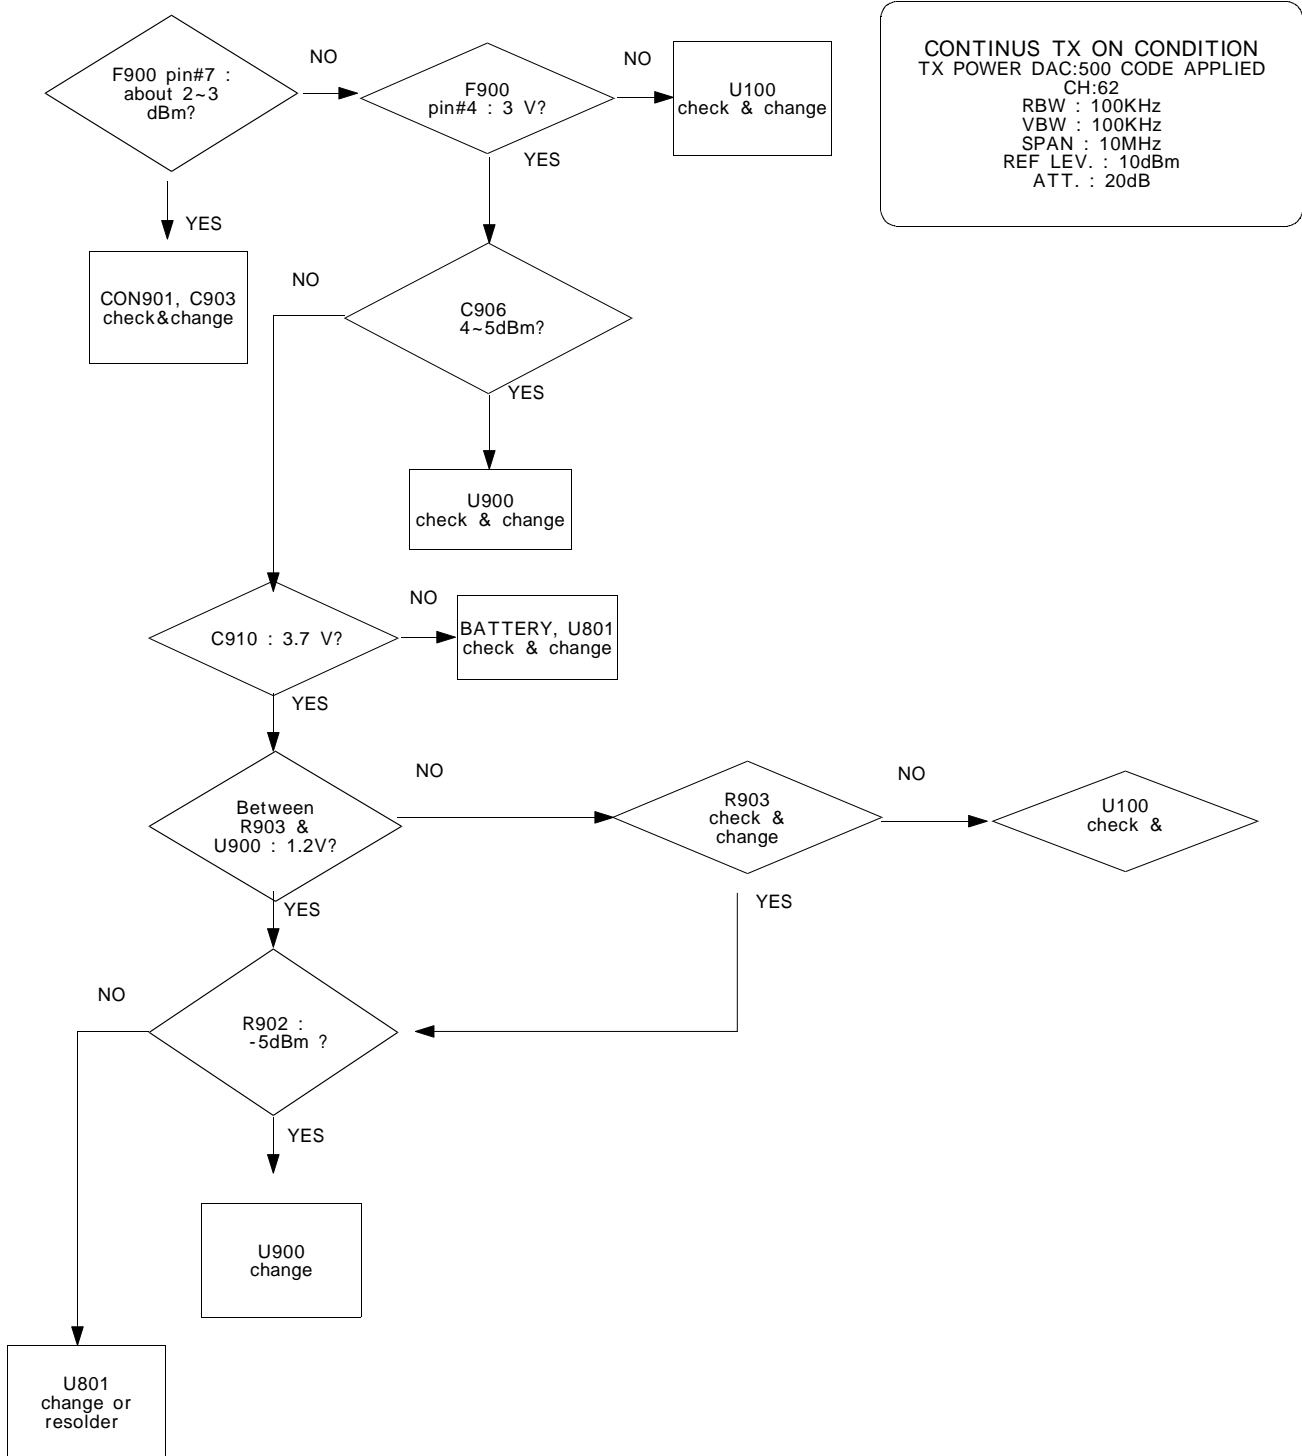 NO
F900 pin#7 :
about 2~3
dBm?
F900
pin#4 : 3 V?
NO
U100
check & change
CONTINUS TX ON CONDITION
TX POWER DAC:500 CODE APPLIED
CH:62
RBW : 100KHz
VBW : 100KHz
SPAN : 10MHz
REF LEV. : 10dBm
ATT. : 20dB
YES
YES
CON901, C903
check&change
NO
C906
4~5dBm?
YES
U900
check & change
C910 : 3.7 V?
NO
BATTERY, U801
check & change
YES
Between
R903 &
U900 : 1.2V?
NO
R903
check &
change
NO
U100
check &
YES
YES
NO
R902 :
-5dBm ?
YES
U900
change
U801
change or
resolder